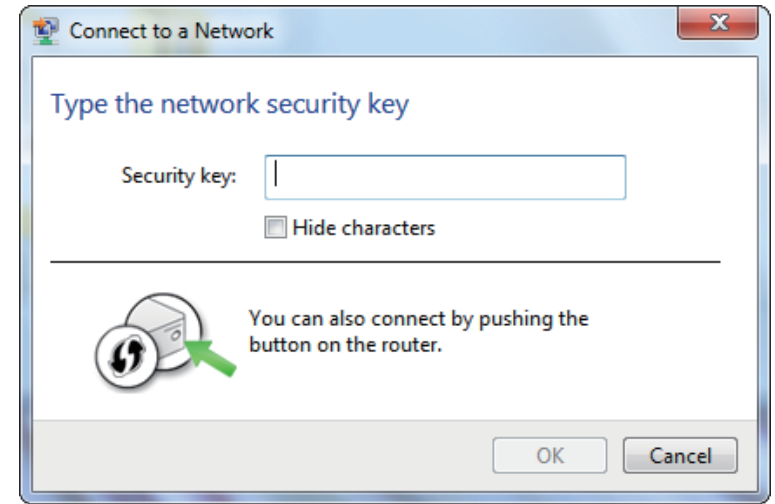 Connect to a Network
Type the network security key
Security key:
Hide characters
You can also connect by pushing the
button on the router.
OK
Cancel